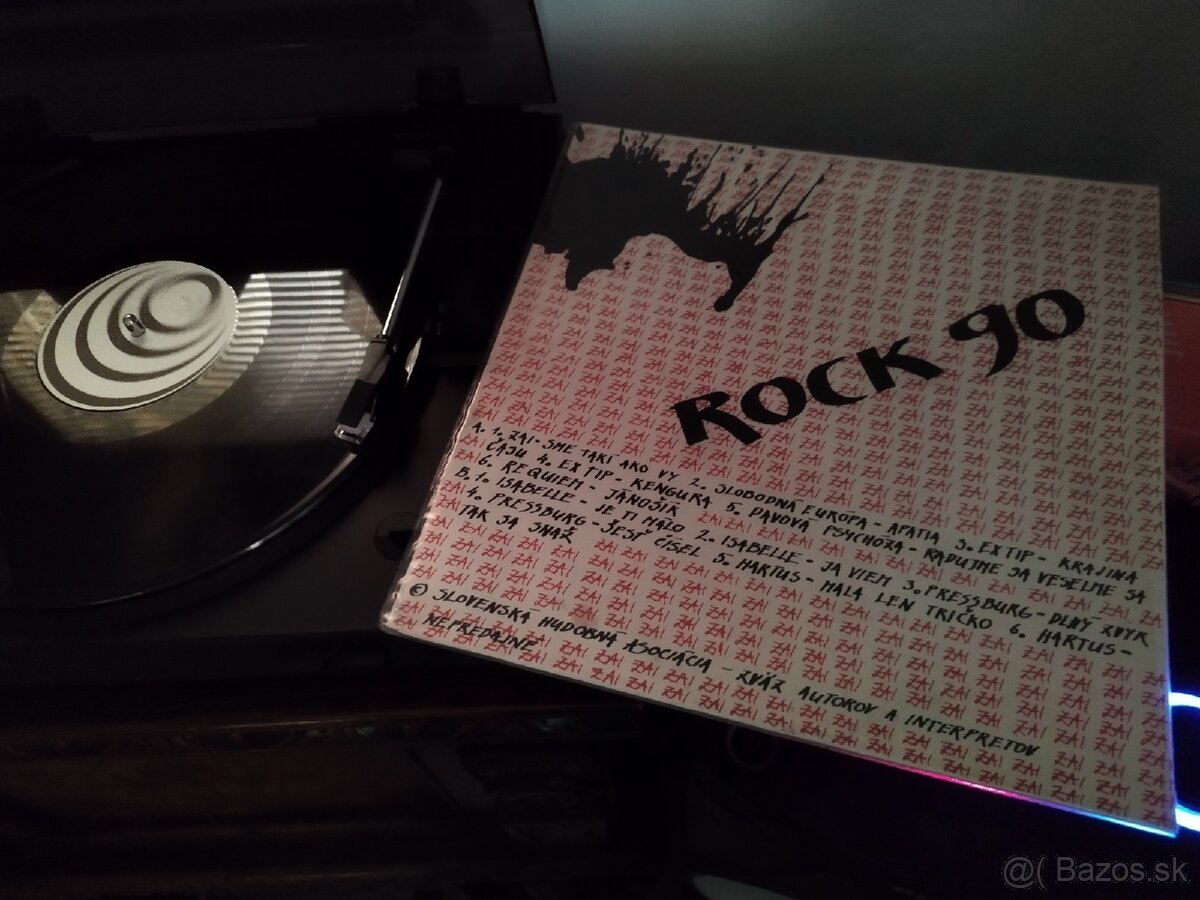 ROCK 90
A. 1. ZAI - SME TAKÍ AKO VY 2. SLOBODNÁ EURÓPA - APATIA 3. EX TIP - KRAJINA
ČAJU 4. EX TIP - KENGURA 5. DAVOVÁ PSYCHÓZA - RADUJME SA VESELME SA
6. REQUIEM - JÁNOŠÍK
B. 1. ISABELLE - JE TI MÁLO 2. ISABELLE - JA VIEM 3. PRESSBURG - DLHÝ ZVYK
4. PRESSBURG - ŠESŤ ČÍSEL 5. HARTUS - MALA LEN TRIČKO 6. HARTUS -
TAK SA SNAŽ
© SLOVENSKÁ HUDOBNÁ ASOCIÁCIA - ZVÄZ AUTOROV A INTERPRETOV
NEPREDAJNÉ
@( Bazos.sk